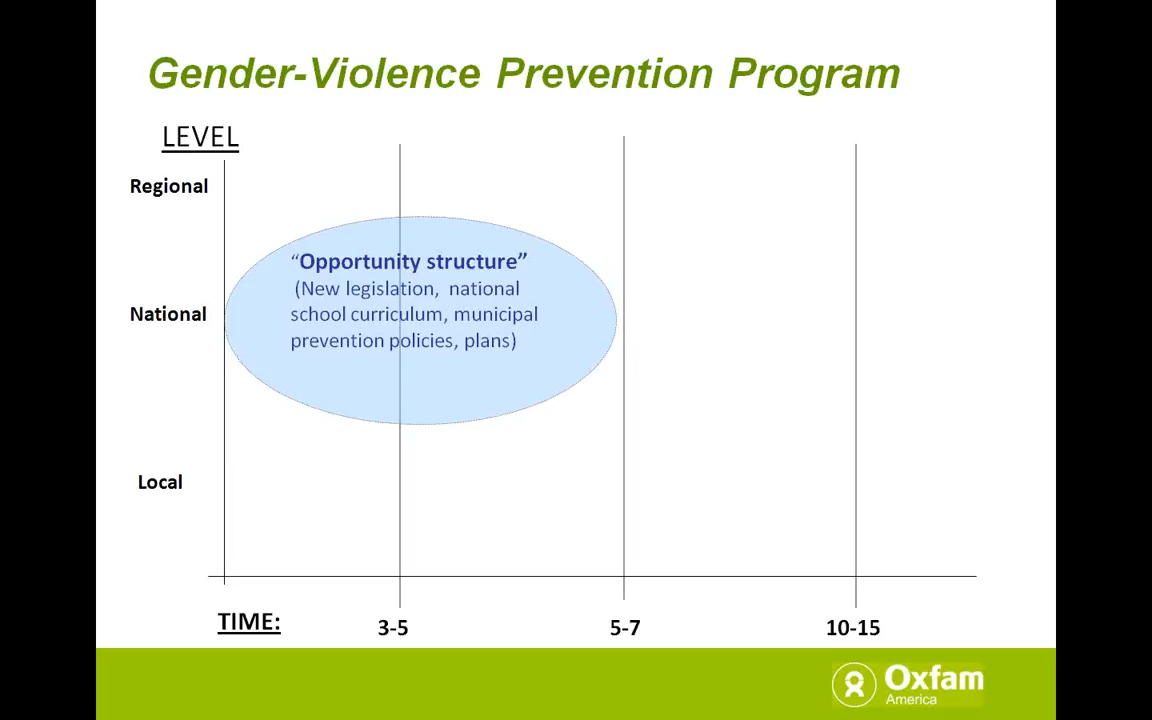 Gender-Violence Prevention Program
LEVEL
Regional
“Opportunity structure”
(New legislation, national
school curriculum, municipal
prevention policies, plans)
National
Local
TIME:
3-5
5-7
10-15
Oxfam
America